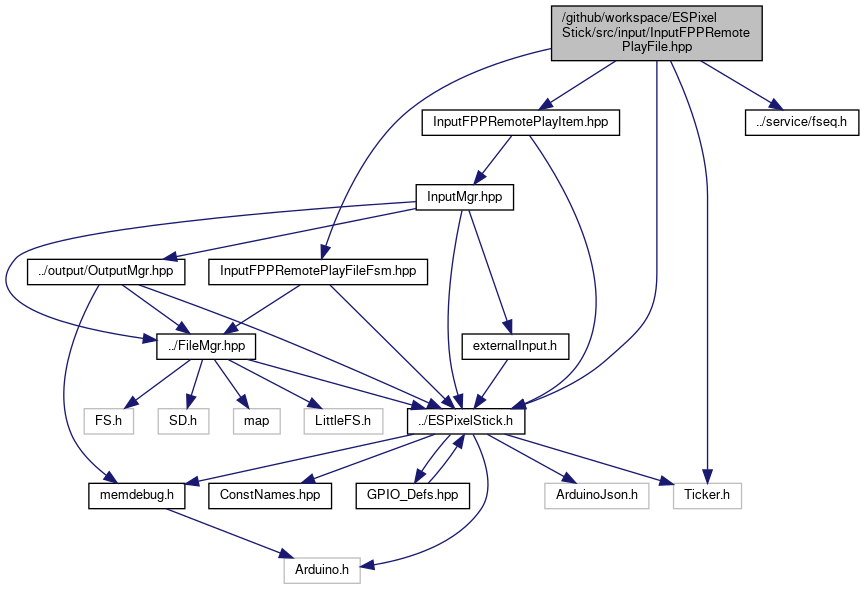 /github/workspace/ESPixel
Stick/src/input/InputFPPRemote
PlayFile.hpp
InputFPPRemotePlayItem.hpp
../service/fseq.h
InputMgr.hpp
../output/OutputMgr.hpp
InputFPPRemotePlayFileFsm.hpp
../FileMgr.hpp
externalInput.h
FS.h
SD.h
map
LittleFS.h
../ESPixelStick.h
memdebug.h
ConstNames.hpp
GPIO_Defs.hpp
ArduinoJson.h
Ticker.h
Arduino.h